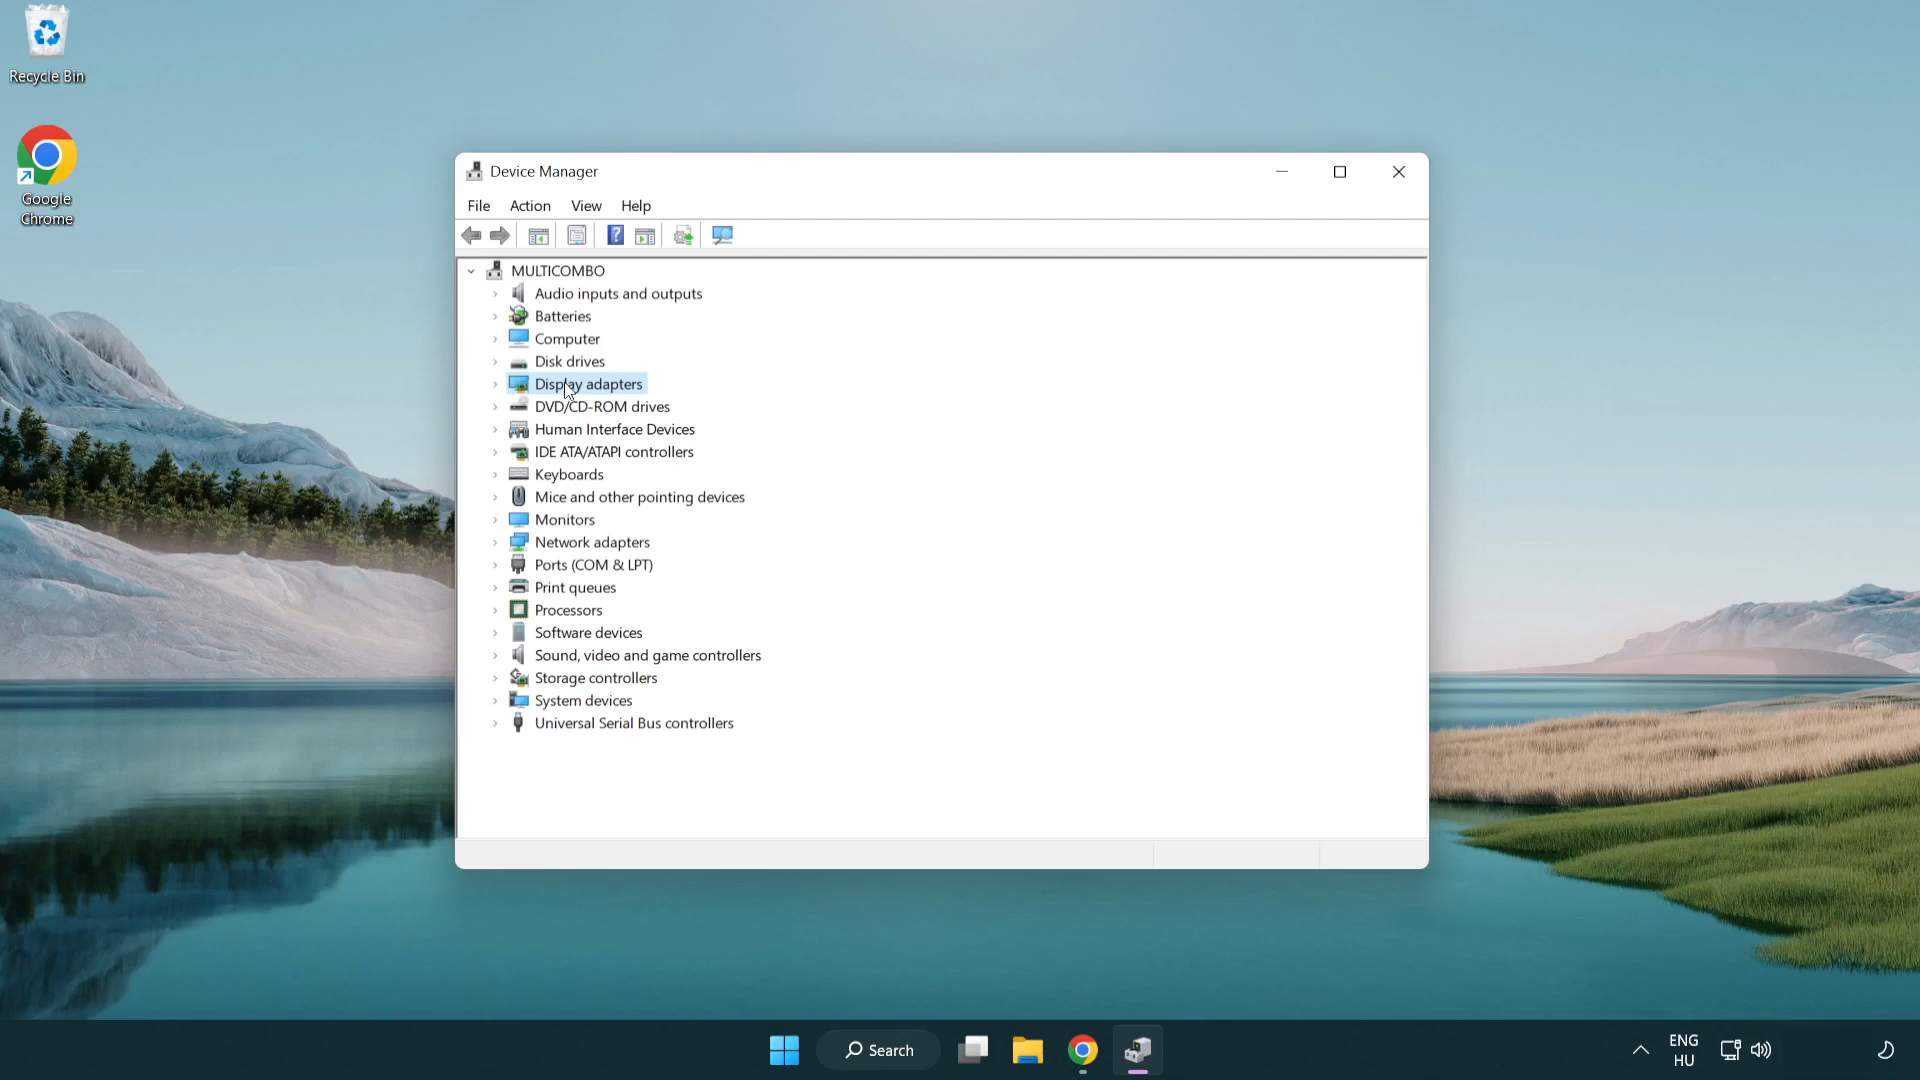 Recycle Bin
Google
Chrome
Device Manager
File Action View Help
MULTICOMBO
Audio inputs and outputs
Batteries
Computer
Disk drives
Display adapters
DVD/CD-ROM drives
Human Interface Devices
IDE ATA/ATAPI controllers
Keyboards
Mice and other pointing devices
Monitors
Network adapters
Ports (COM & LPT)
Print queues
Processors
Software devices
Sound, video and game controllers
Storage controllers
System devices
Universal Serial Bus controllers
Search
ENG
HU